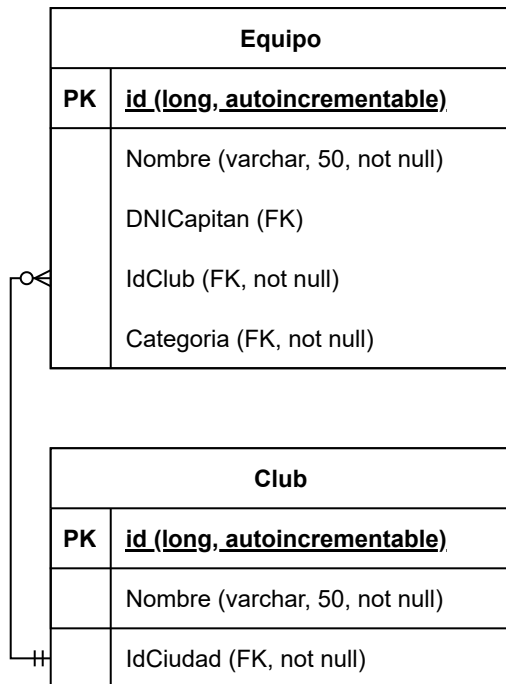 Equipo
PK id (long, autoincrementable)
Nombre (varchar, 50, not null)
DNICapitan (FK)
IdClub (FK, not null)
Categoria (FK, not null)
Club
PK id (long, autoincrementable)
Nombre (varchar, 50, not null)
IdCiudad (FK, not null)